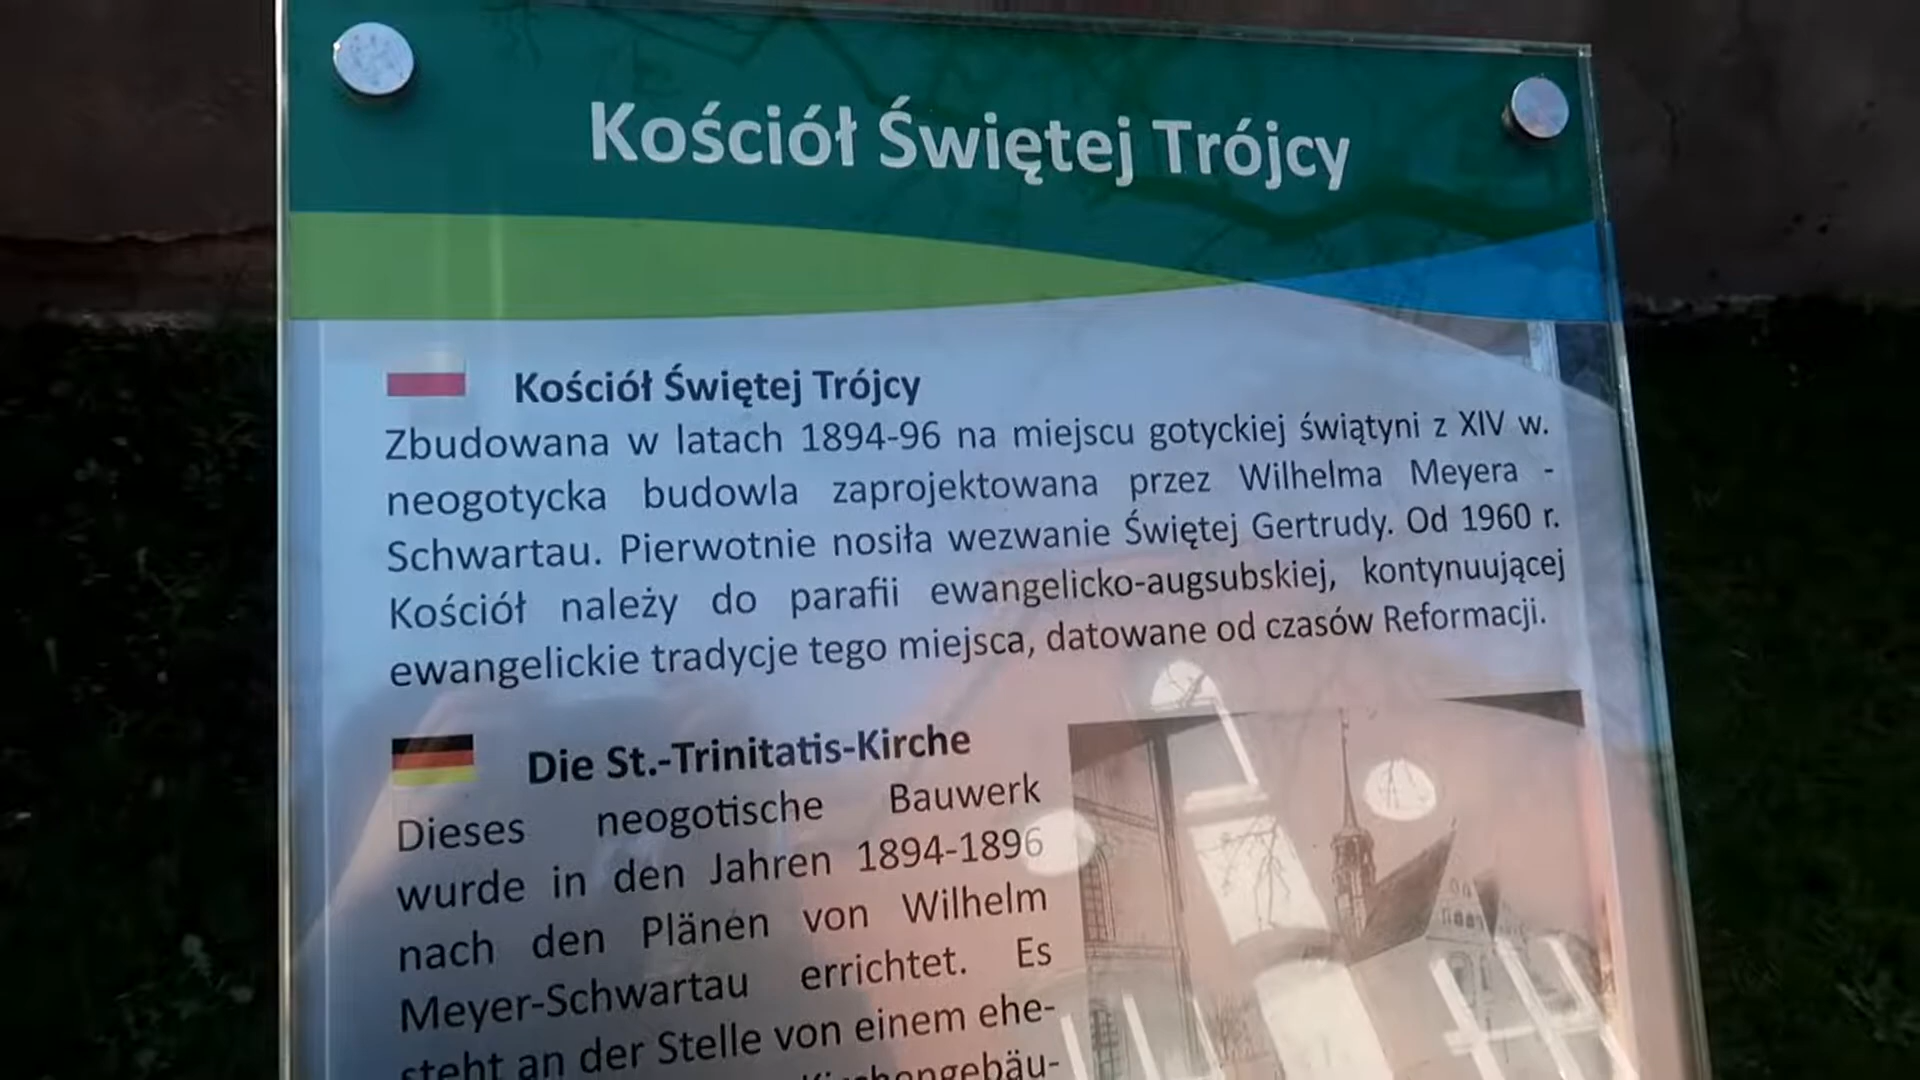 Kościół Świętej Trójcy
Kościół Świętej Trójcy
Zbudowana w latach 1894-96 na miejscu gotyckiej świątyni z XIV w.
neogotycka budowla zaprojektowana przez Wilhelma Meyera -
Schwartau. Pierwotnie nosiła wezwanie Świętej Gertrudy. Od 1960 r.
Kościół należy do parafii ewangelicko-augsubskiej, kontynuującej
ewangelickie tradycje tego miejsca, datowane od czasów Reformacji.
Die St.-Trinitatis-Kirche
Dieses neogotische Bauwerk
wurde in den Jahren 1894-1896
nach den Plänen von Wilhelm
Meyer-Schwartau errichtet. Es
steht an der Stelle von einem ehe-
Kirchengebäu-